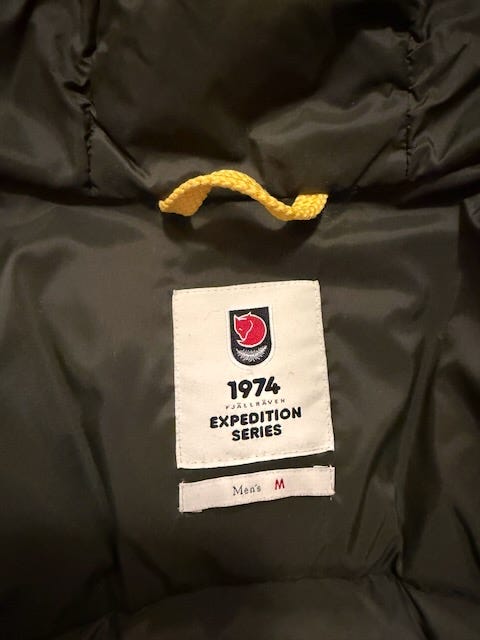 1974
FJÄLLRÄVEN
EXPEDITION
SERIES
Men's M